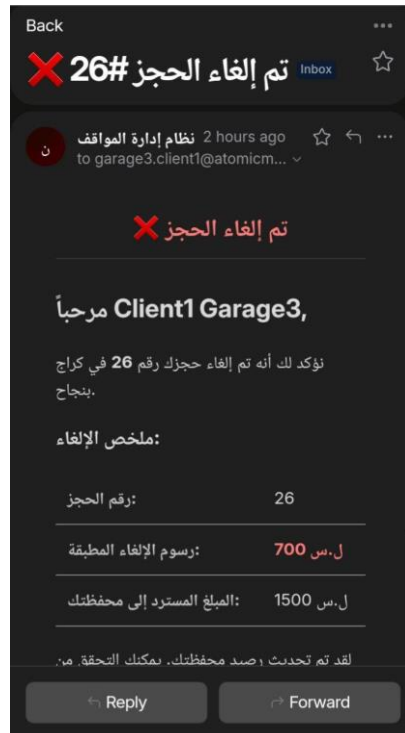 Back
❌ تم إلغاء الحجز #26 Inbox
ن
نظام إدارة المواقف 2 hours ago
to garage3.client1@atomicm...
تم إلغاء الحجز ❌
مرحباً Client1 Garage3,
نؤكد لك أنه تم إلغاء حجزك رقم 26 في كراج
بنجاح.
ملخص الإلغاء:
رقم الحجز: 26
رسوم الإلغاء المطبقة: 700 ل.س
المبلغ المسترد إلى محفظتك: 1500 ل.س
لقد تم تحديث رصيد محفظتك. يمكنك التحقق من
Reply
Forward